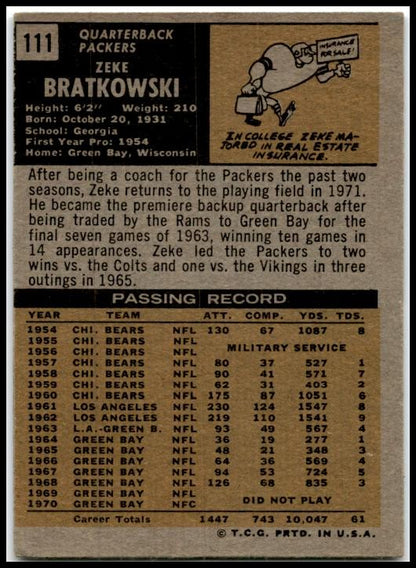 111
QUARTERBACK
PACKERS
ZEKE
BRATKOWSKI
Height: 6'2" Weight: 210
Born: October 20, 1931
School: Georgia
First Year Pro: 1954
Home: Green Bay, Wisconsin
INSURANCE
FOR SALE!
IN COLLEGE ZEKE MA-
JORED IN REAL ESTATE
INSURANCE.
After being a coach for the Packers the past two
seasons, Zeke returns to the playing field in 1971.
He became the premiere backup quarterback after
being traded by the Rams to Green Bay for the
final seven games of 1963, winning ten games in
14 appearances. Zeke led the Packers to two
wins vs. the Colts and one vs. the Vikings in three
outings in 1965.
PASSING RECORD
YEAR TEAM ATT. COMP. YDS. TDS.
1954 CHI. BEARS NFL 130 67 1087 8
1955 CHI. BEARS NFL
1956 CHI. BEARS NFL MILITARY SERVICE
1957 CHI. BEARS NFL 80 37 527 1
1958 CHI. BEARS NFL 90 41 571 7
1959 CHI. BEARS NFL 62 31 403 2
1960 CHI. BEARS NFL 175 87 1051 6
1961 LOS ANGELES NFL 230 124 1547 8
1962 LOS ANGELES NFL 219 110 1541 9
1963 L.A.-GREEN B. NFL 93 49 567 4
1964 GREEN BAY NFL 36 19 277 1
1965 GREEN BAY NFL 48 21 348 3
1966 GREEN BAY NFL 64 36 569 4
1967 GREEN BAY NFL 94 53 724 5
1968 GREEN BAY NFL 126 68 835 3
1969 GREEN BAY NFL
1970 GREEN BAY NFC DID NOT PLAY
Career Totals 1447 743 10,047 61
© T.C.G. PRTD. IN U.S.A.